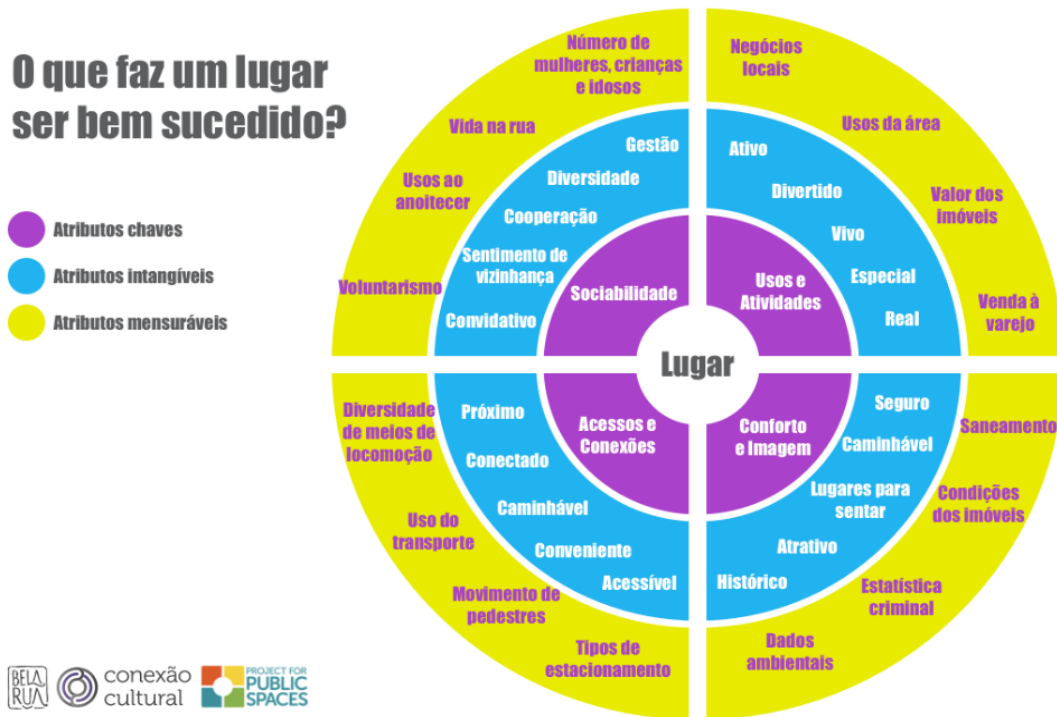 O que faz um lugar
ser bem sucedido?
Atributos chaves
Atributos intangíveis
Atributos mensuráveis
Número de
mulheres, crianças
e idosos
Vida na rua
Usos ao
anoitecer
Voluntarismo
Gestão
Diversidade
Cooperação
Sentimento de
vizinhança
Convidativo
Sociabilidade
Negócios
locais
Usos da área
Valor dos
imóveis
Venda à
varejo
Ativo
Divertido
Vivo
Especial
Real
Usos e
Atividades
Lugar
Diversidade
de meios de
locomoção
Uso do
transporte
Movimento de
pedestres
Tipos de
estacionamento
Próximo
Conectado
Caminhável
Conveniente
Acessível
Acessos e
Conexões
Conforto
e Imagem
Seguro
Caminhável
Lugares para
sentar
Atrativo
Histórico
Saneamento
Condições
dos imóveis
Estatística
criminal
Dados
ambientais
BELA
RUA
conexão
cultural
PROJECT FOR
PUBLIC
SPACES